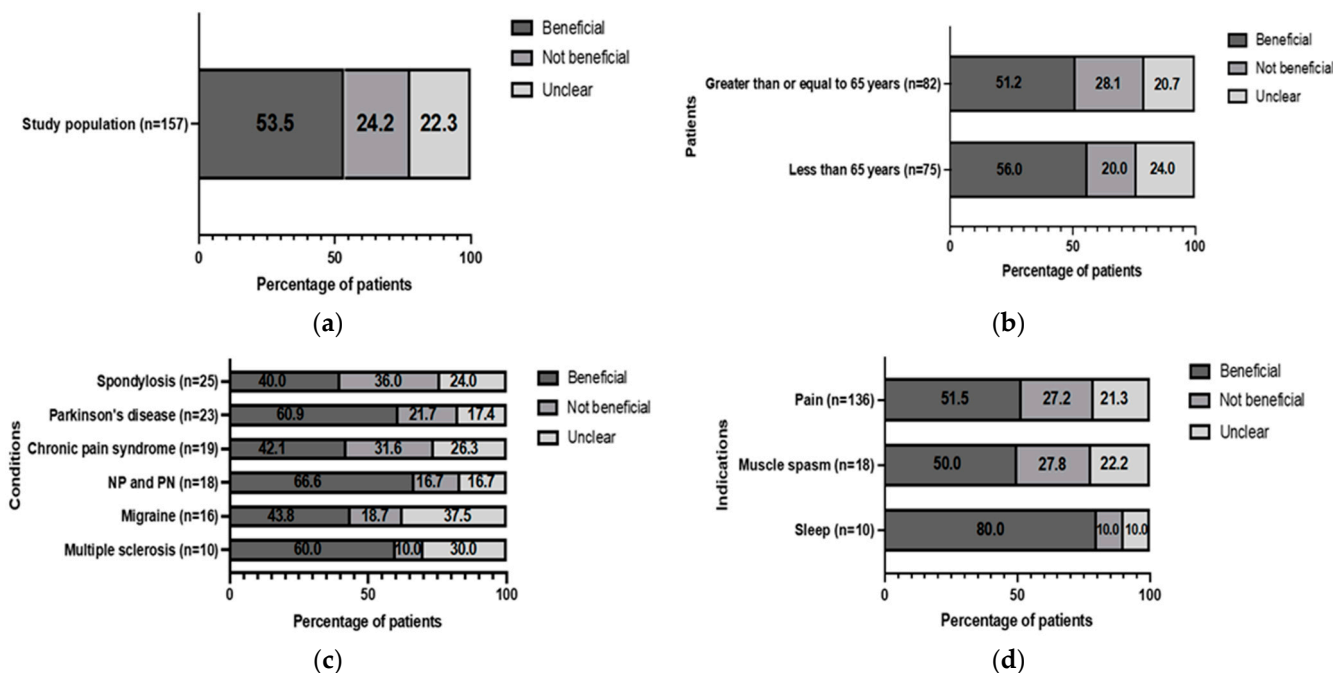 Beneficial
Not beneficial
Unclear
Study population (n=157)
53.5 24.2 22.3
0 50 100
Percentage of patients
(a)
Beneficial
Not beneficial
Unclear
Patients
Greater than or equal to 65 years (n=82) 51.2 28.1 20.7
Less than 65 years (n=75) 56.0 20.0 24.0
0 50 100
Percentage of patients
(b)
Beneficial
Not beneficial
Unclear
Conditions
Spondylosis (n=25) 40.0 36.0 24.0
Parkinson's disease (n=23) 60.9 21.7 17.4
Chronic pain syndrome (n=19) 42.1 31.6 26.3
NP and PN (n=18) 66.6 16.7 16.7
Migraine (n=16) 43.8 18.7 37.5
Multiple sclerosis (n=10) 60.0 10.0 30.0
0 50 100
Percentage of patients
(c)
Beneficial
Not beneficial
Unclear
Indications
Pain (n=136) 51.5 27.2 21.3
Muscle spasm (n=18) 50.0 27.8 22.2
Sleep (n=10) 80.0 10.0 10.0
0 50 100
Percentage of patients
(d)